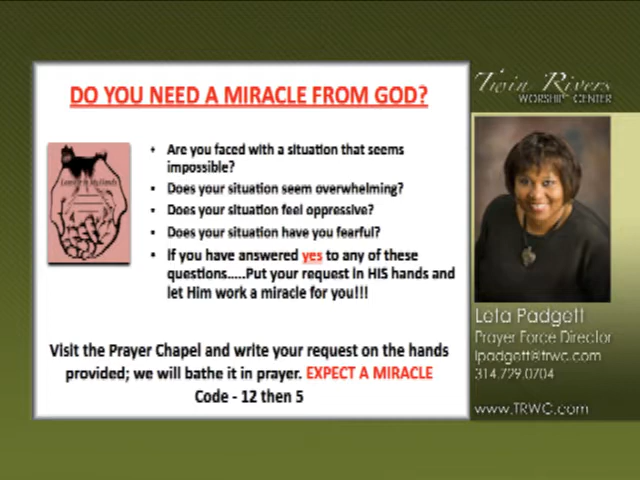 DO YOU NEED A MIRACLE FROM GOD?
• Are you faced with a situation that seems
impossible?
• Does your situation seem overwhelming?
• Does your situation feel oppressive?
• Does your situation have you fearful?
• If you have answered yes to any of these
questions.....Put your request in HIS hands and
let Him work a miracle for you!!!
Visit the Prayer Chapel and write your request on the hands
provided; we will bathe it in prayer. EXPECT A MIRACLE
Code - 12 then 5
Twin Rivers
WORSHIP CENTER
Leta Padgett
Prayer Force Director
lpadgett@trwc.com
314.729.0704
www.TRWC.com